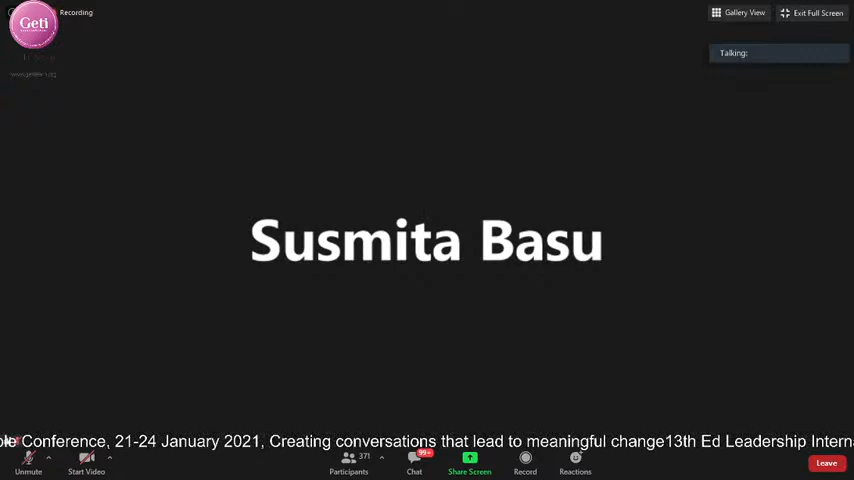 Geti
Recording
Gallery View
Exit Full Screen
Talking:
Susmita Basu
Conference, 21-24 January 2021, Creating conversations that lead to meaningful change13th Ed Leadership Intern
371
99+
Unmute
Start Video
Participants
Chat
Share Screen
Record
Reactions
Leave